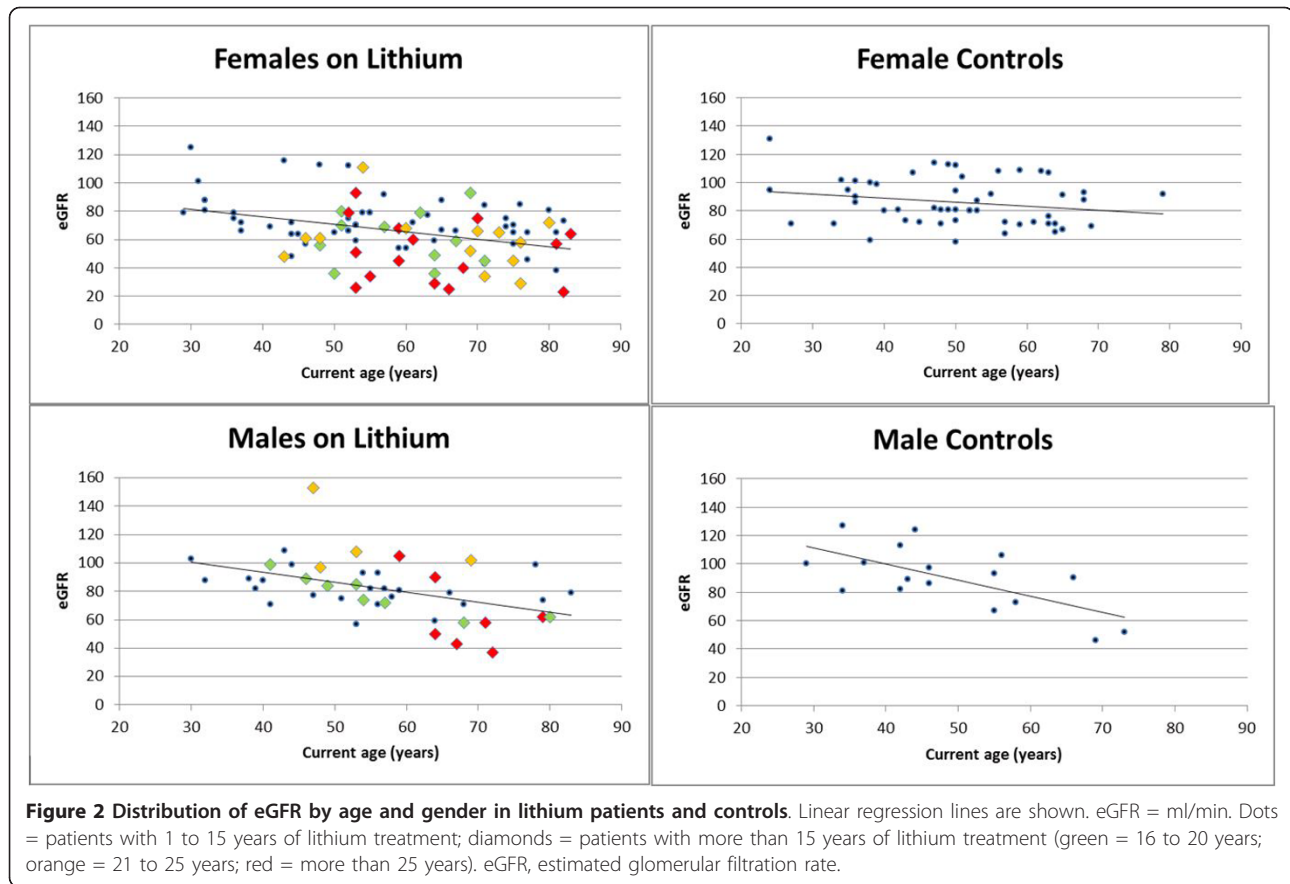 Females on Lithium
eGFR
160
140
120
100
80
60
40
20
0
20 30 40 50 60 70 80 90
Current age (years)
Female Controls
eGFR
160
140
120
100
80
60
40
20
0
20 30 40 50 60 70 80 90
Current age (years)
Males on Lithium
eGFR
160
140
120
100
80
60
40
20
0
20 30 40 50 60 70 80 90
Current age (years)
Male Controls
eGFR
160
140
120
100
80
60
40
20
0
20 30 40 50 60 70 80 90
Current age (years)
Figure 2 Distribution of eGFR by age and gender in lithium patients and controls. Linear regression lines are shown. eGFR = ml/min. Dots
= patients with 1 to 15 years of lithium treatment; diamonds = patients with more than 15 years of lithium treatment (green = 16 to 20 years;
orange = 21 to 25 years; red = more than 25 years). eGFR, estimated glomerular filtration rate.